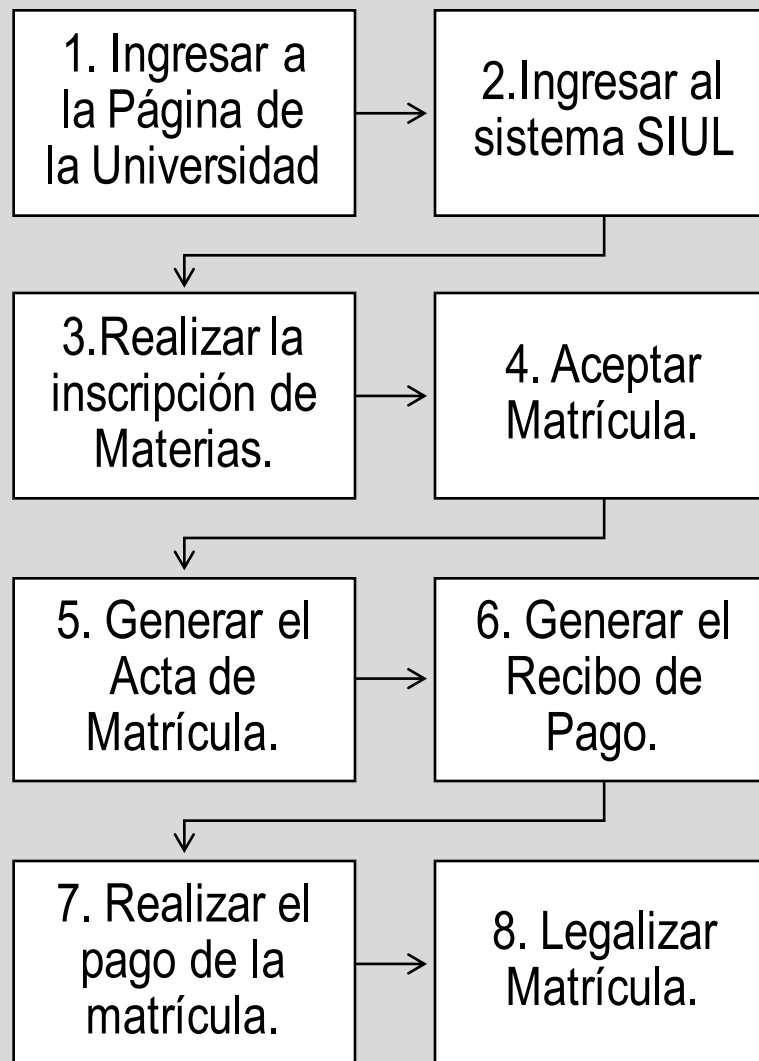 1. Ingresar a
la Página de
la Universidad
2.Ingresar al
sistema SIUL
3.Realizar la
inscripción de
Materias.
4. Aceptar
Matrícula.
5. Generar el
Acta de
Matrícula.
6. Generar el
Recibo de
Pago.
7. Realizar el
pago de la
matrícula.
8. Legalizar
Matrícula.